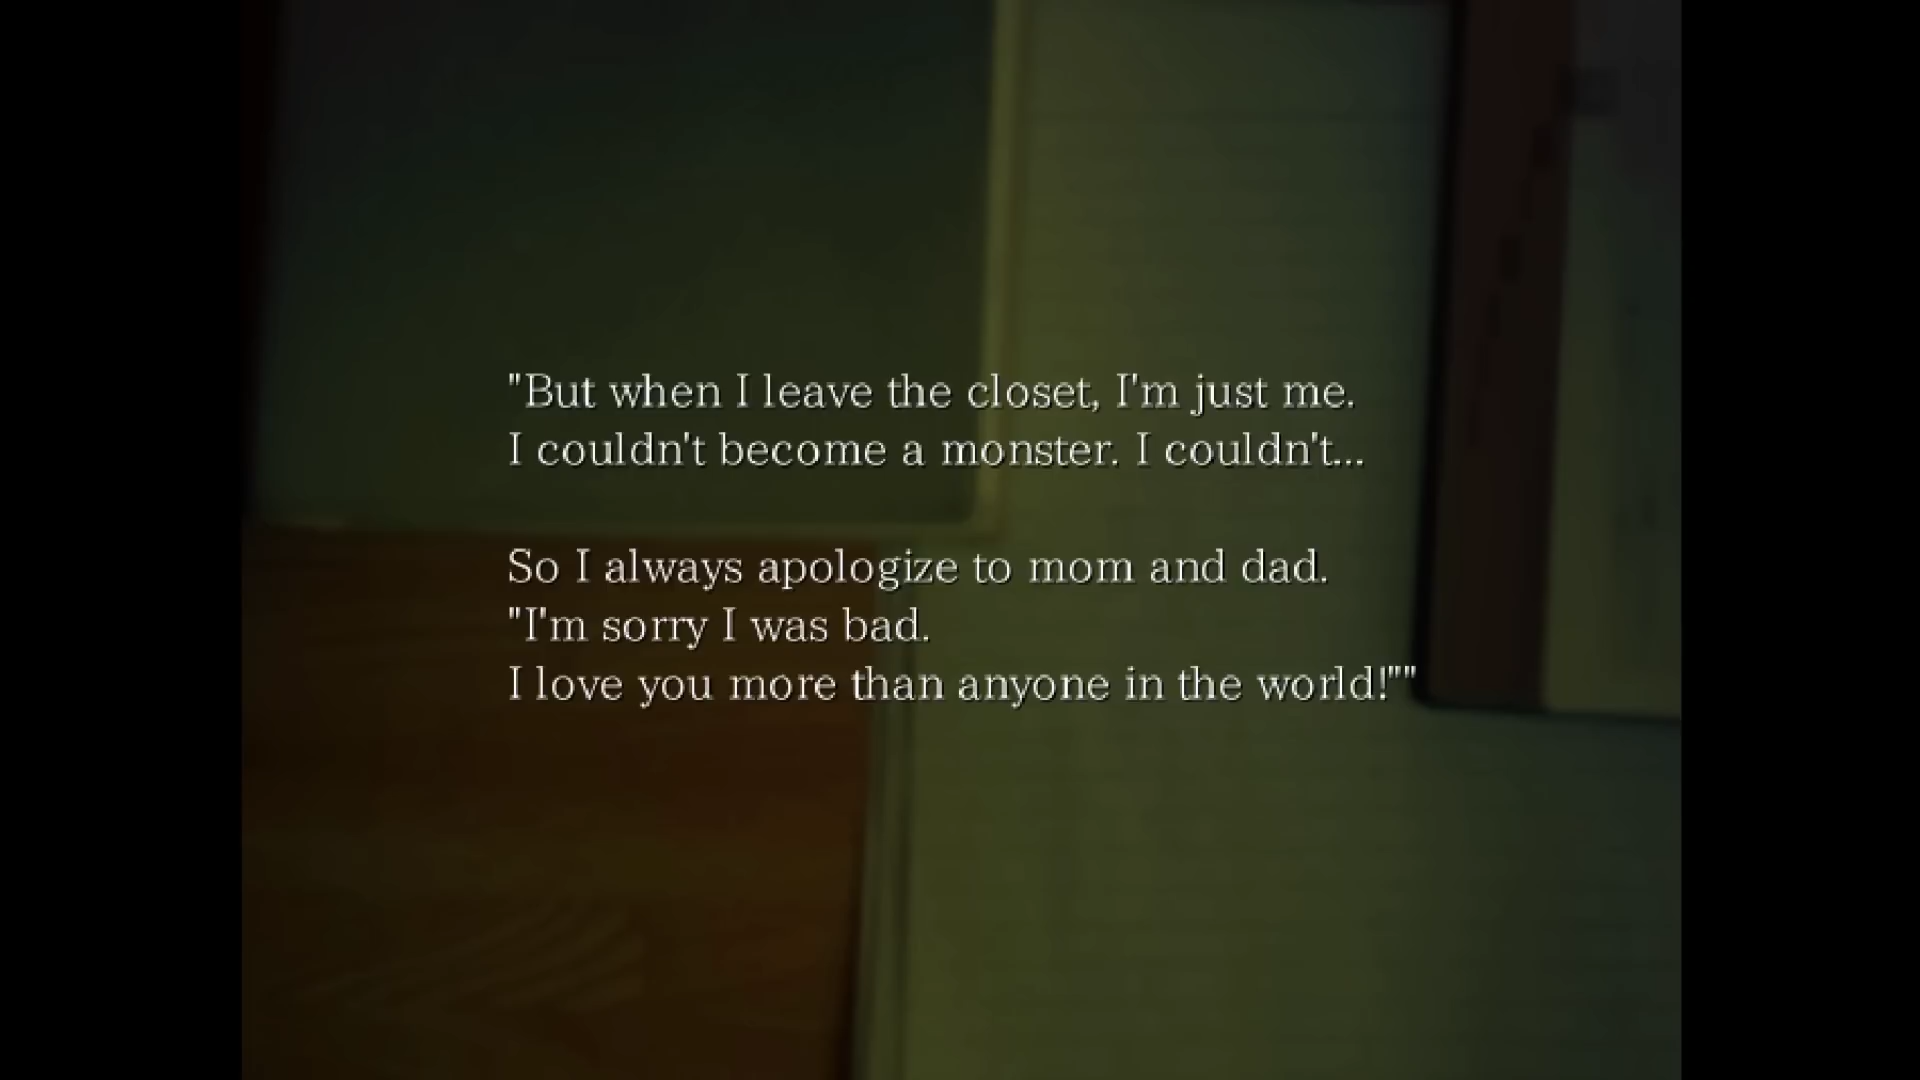 "But when I leave the closet, I'm just me.
I couldn't become a monster. I couldn't...
So I always apologize to mom and dad.
"I'm sorry I was bad.
I love you more than anyone in the world!""